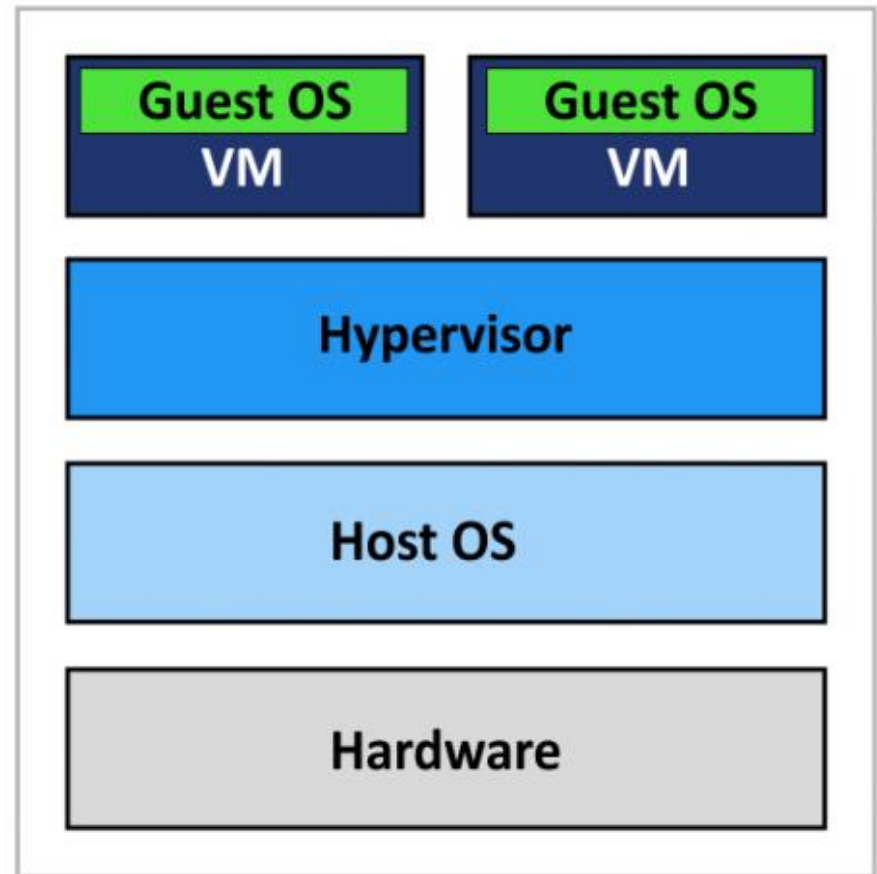 Guest OS
VM
Guest OS
VM
Hypervisor
Host OS
Hardware